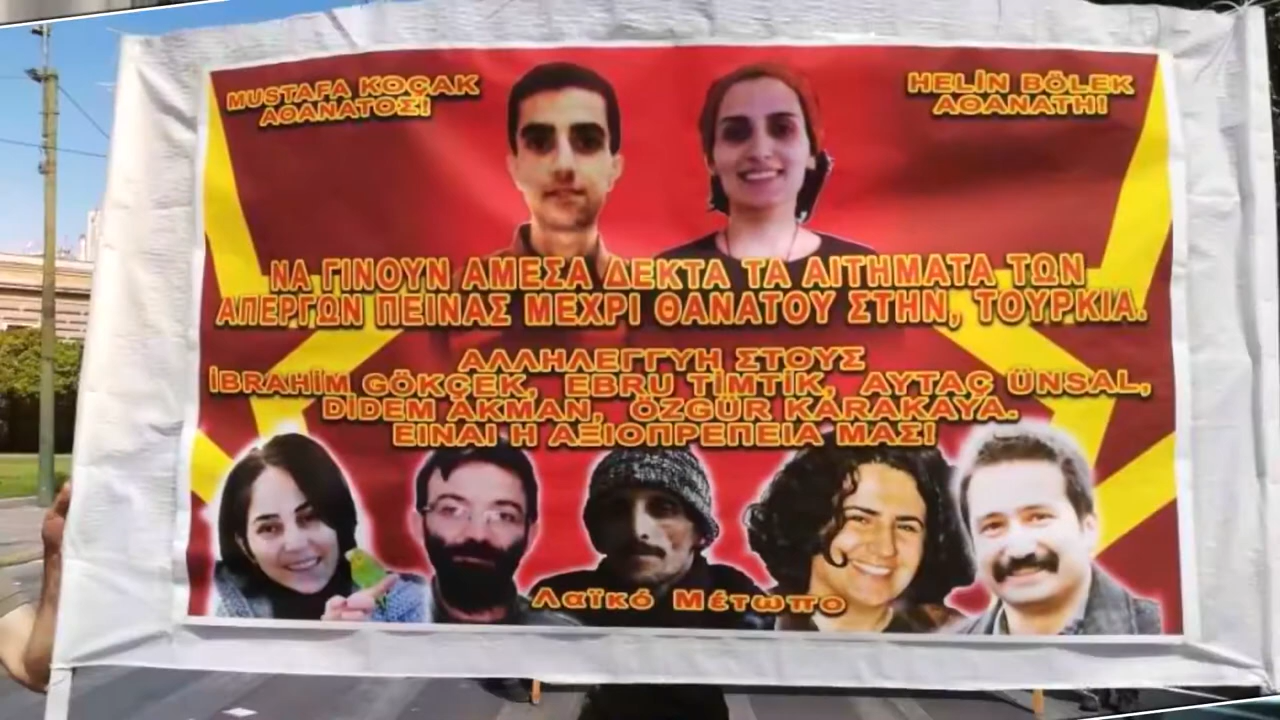 MUSTAFA KOÇAK
ΑΘΑΝΑΤΟΣ!
HELİN BÖLEK
ΑΘΑΝΑΤΗ!
ΝΑ ΓΙΝΟΥΝ ΑΜΕΣΑ ΔΕΚΤΑ ΤΑ ΑΙΤΗΜΑΤΑ ΤΩΝ
ΑΠΕΡΓΩΝ ΠΕΙΝΑΣ ΜΕΧΡΙ ΘΑΝΑΤΟΥ ΣΤΗΝ, ΤΟΥΡΚΙΑ.
ΑΛΛΗΛΕΓΓΥΗ ΣΤΟΥΣ
İBRAHİM GÖKÇEK, EBRU TİMTİK, AYTAÇ ÜNSAL,
DİDEM AKMAN, ÖZGÜR KARAKAYA.
ΕΙΝΑΙ Η ΑΞΙΟΠΡΕΠΕΙΑ ΜΑΣ!
Λαϊκό Μέτωπο